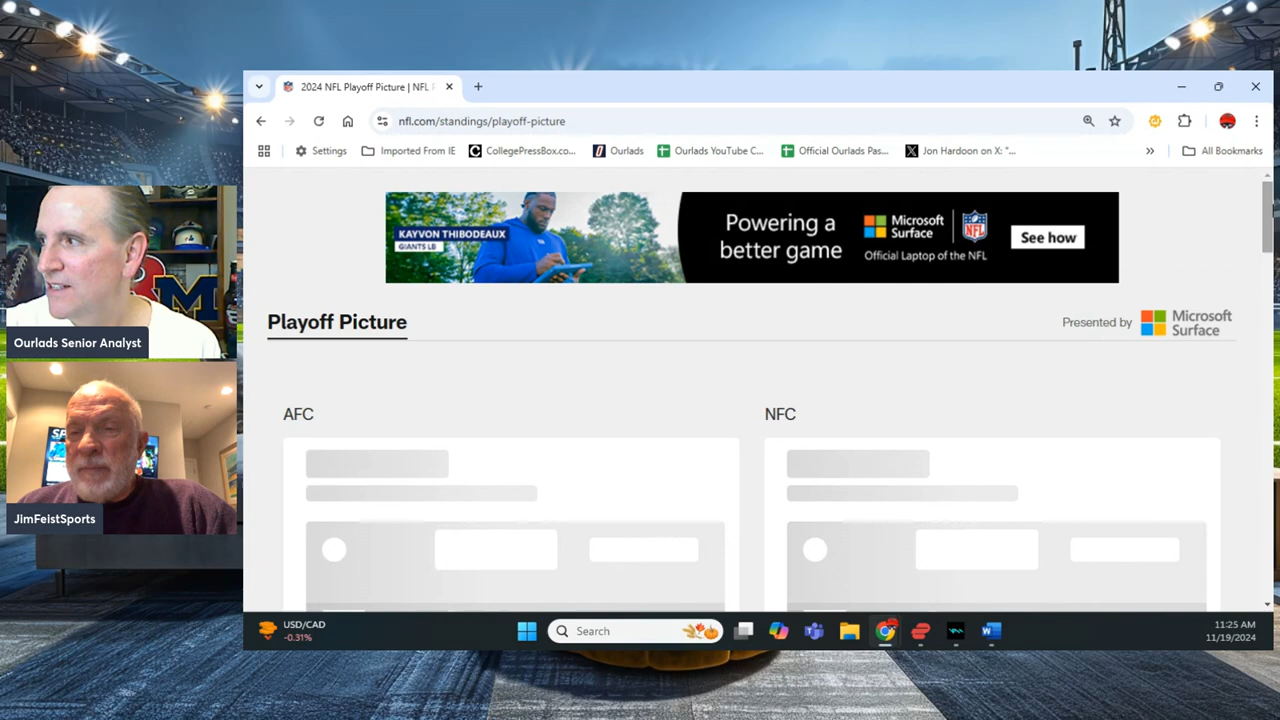 2024 NFL Playoff Picture | NFL
nfl.com/standings/playoff-picture
Settings
Imported From IE
CollegePressBox.co...
Ourlads
Ourlads YouTube C...
Official Ourlads Pas...
Jon Hardoon on X: "...
»
All Bookmarks
KAYVON THIBODEAUX
GIANTS LB
Powering a
better game
Microsoft
Surface
NFL
Official Laptop of the NFL
See how
Playoff Picture
Presented by
Microsoft
Surface
AFC
NFC
Ourlads Senior Analyst
JimFeistSports
USD/CAD
-0.31%
Search
11:25 AM
11/19/2024